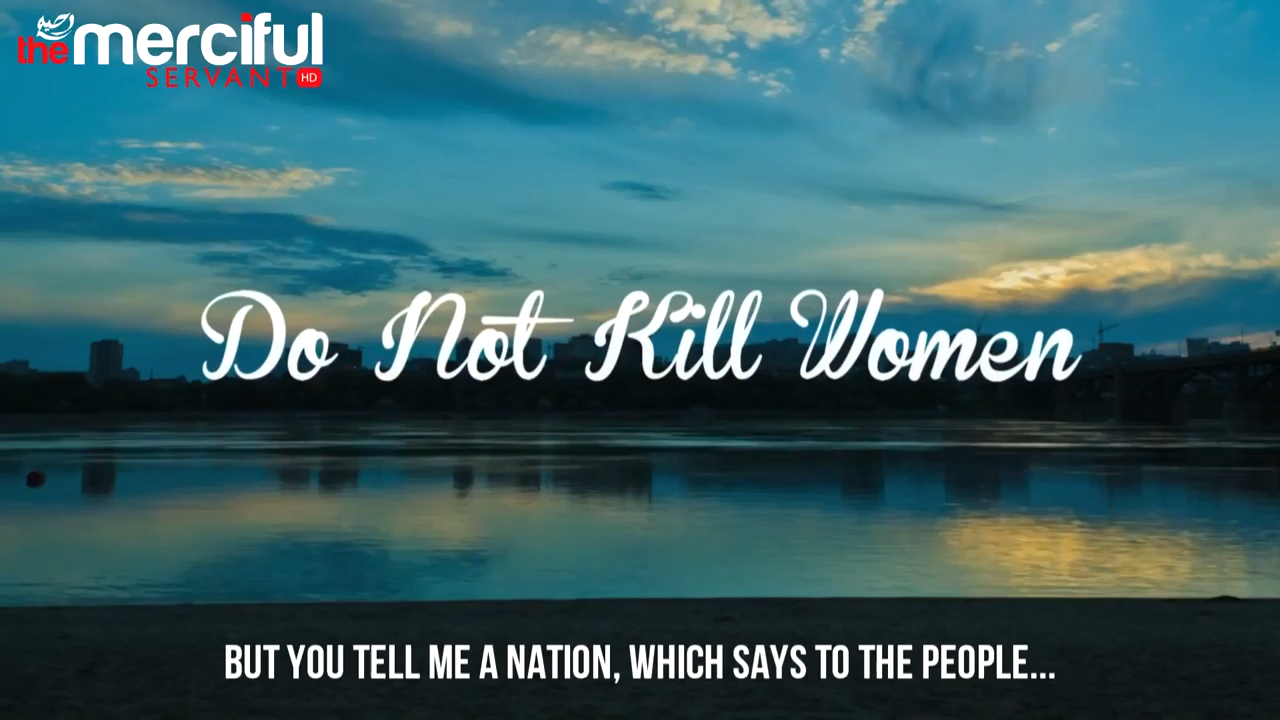 the merciful
SERVANT HD
Do Not Kill Women
BUT YOU TELL ME A NATION, WHICH SAYS TO THE PEOPLE...